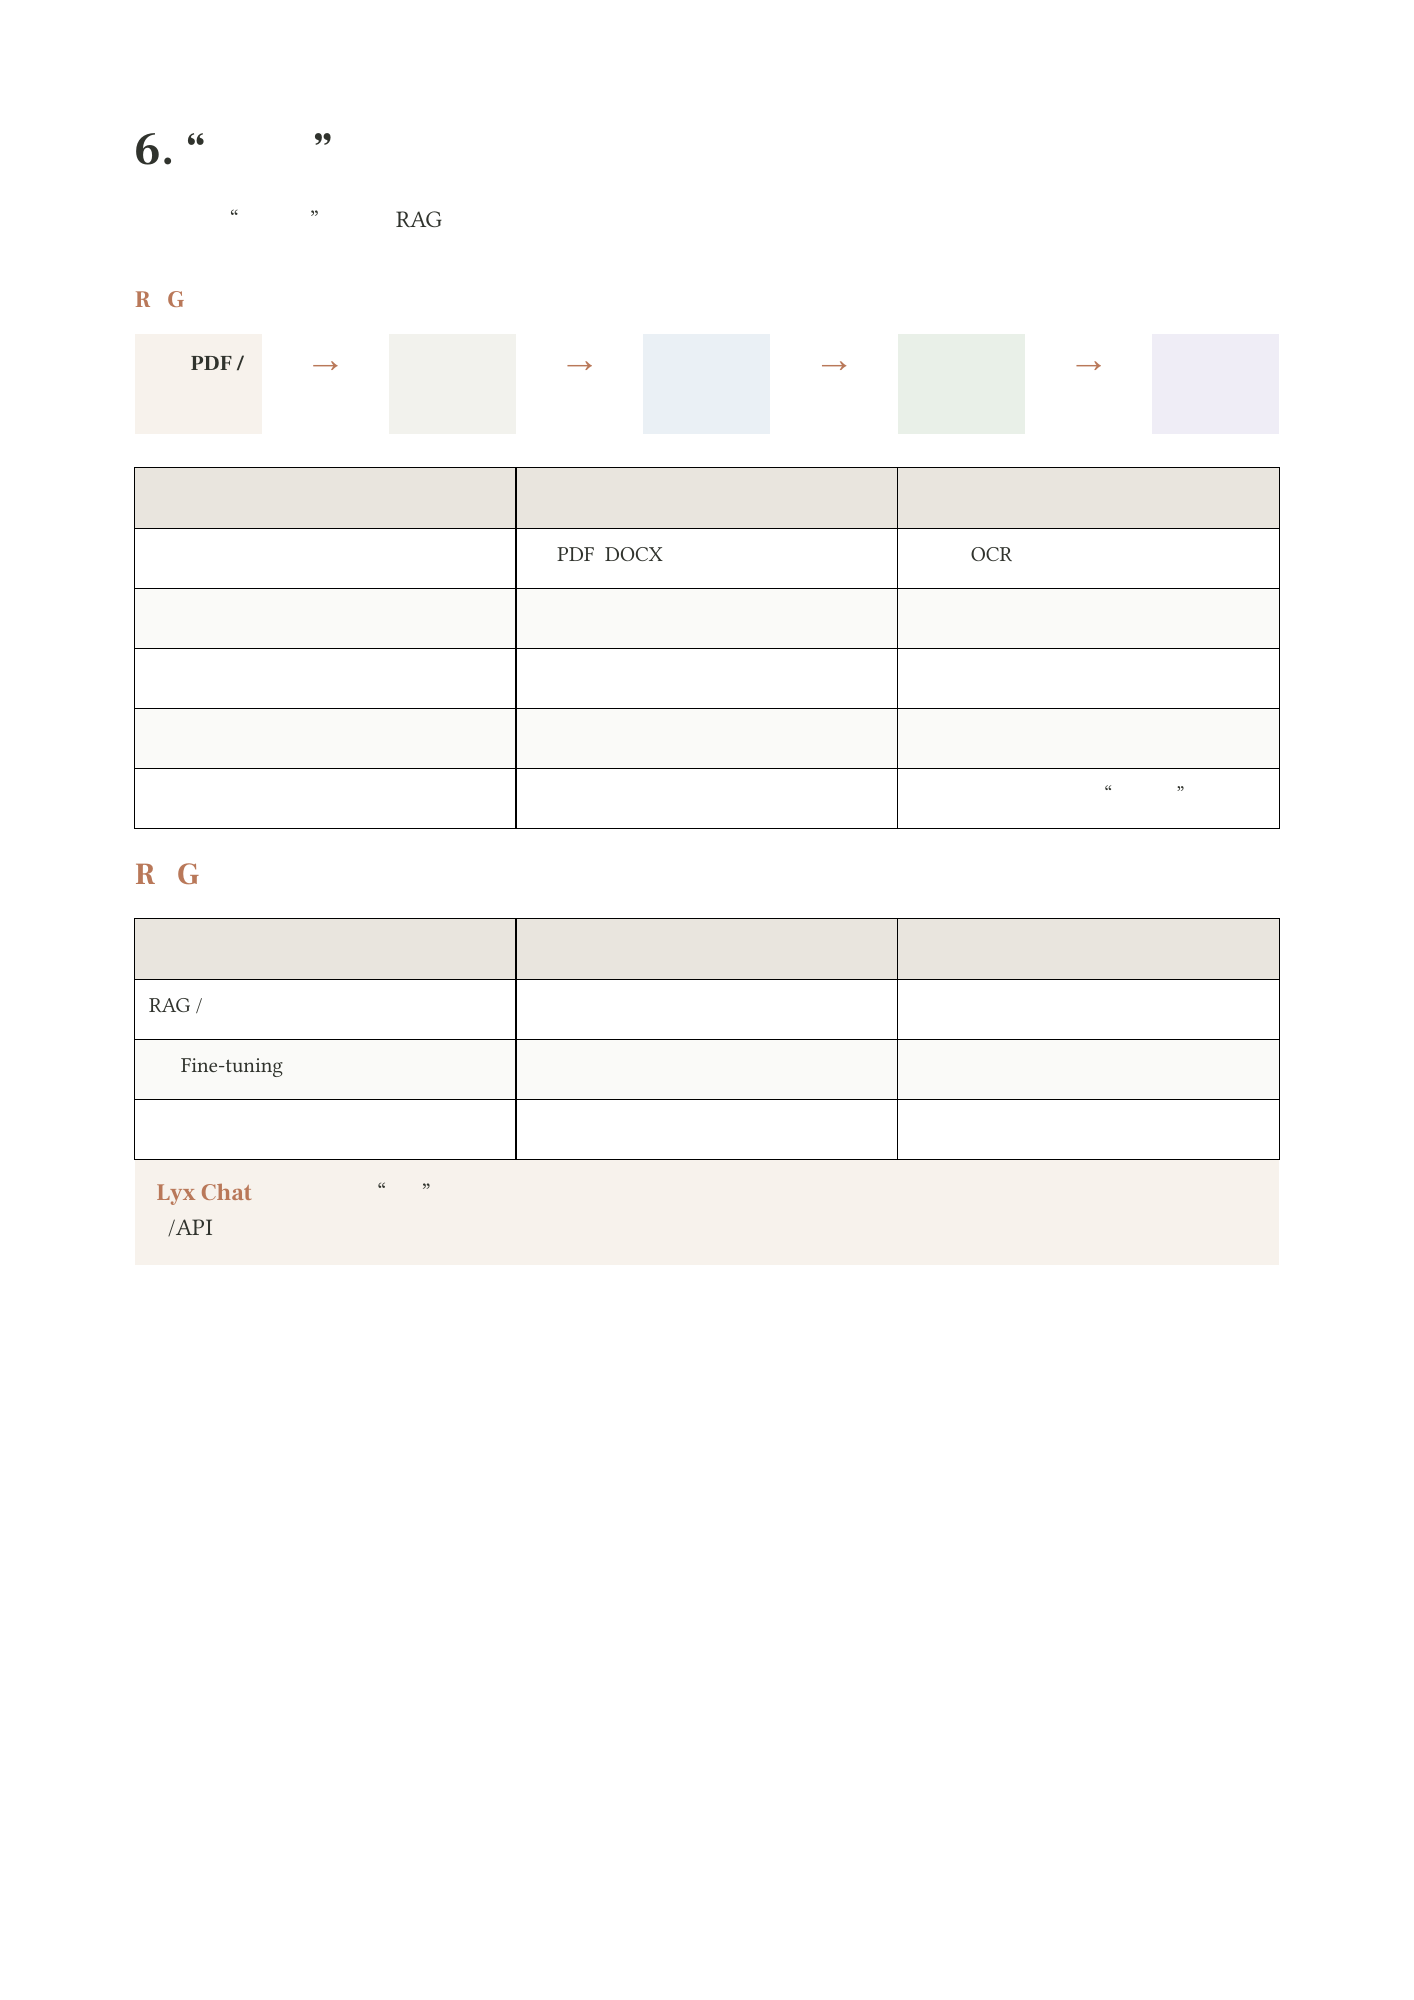 6. “ ”
“ ” RAG
R G
PDF / → → → →
PDF DOCX OCR
“ ”
R G
RAG /
Fine-tuning
Lyx Chat “ ”
/API